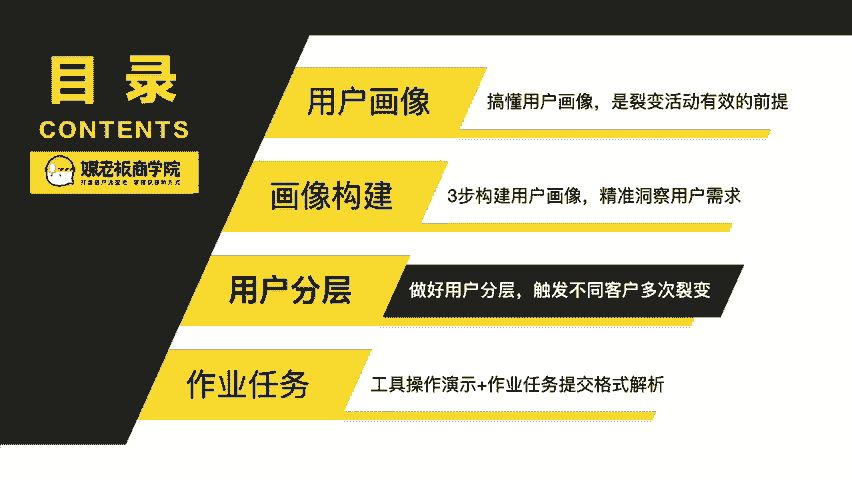 目录
CONTENTS
媒老板商学院
用户画像
搞懂用户画像，是裂变活动有效的前提
画像构建
3步构建用户画像，精准洞察用户需求
用户分层
做好用户分层，触发不同客户多次裂变
作业任务
工具操作演示+作业任务提交格式解析